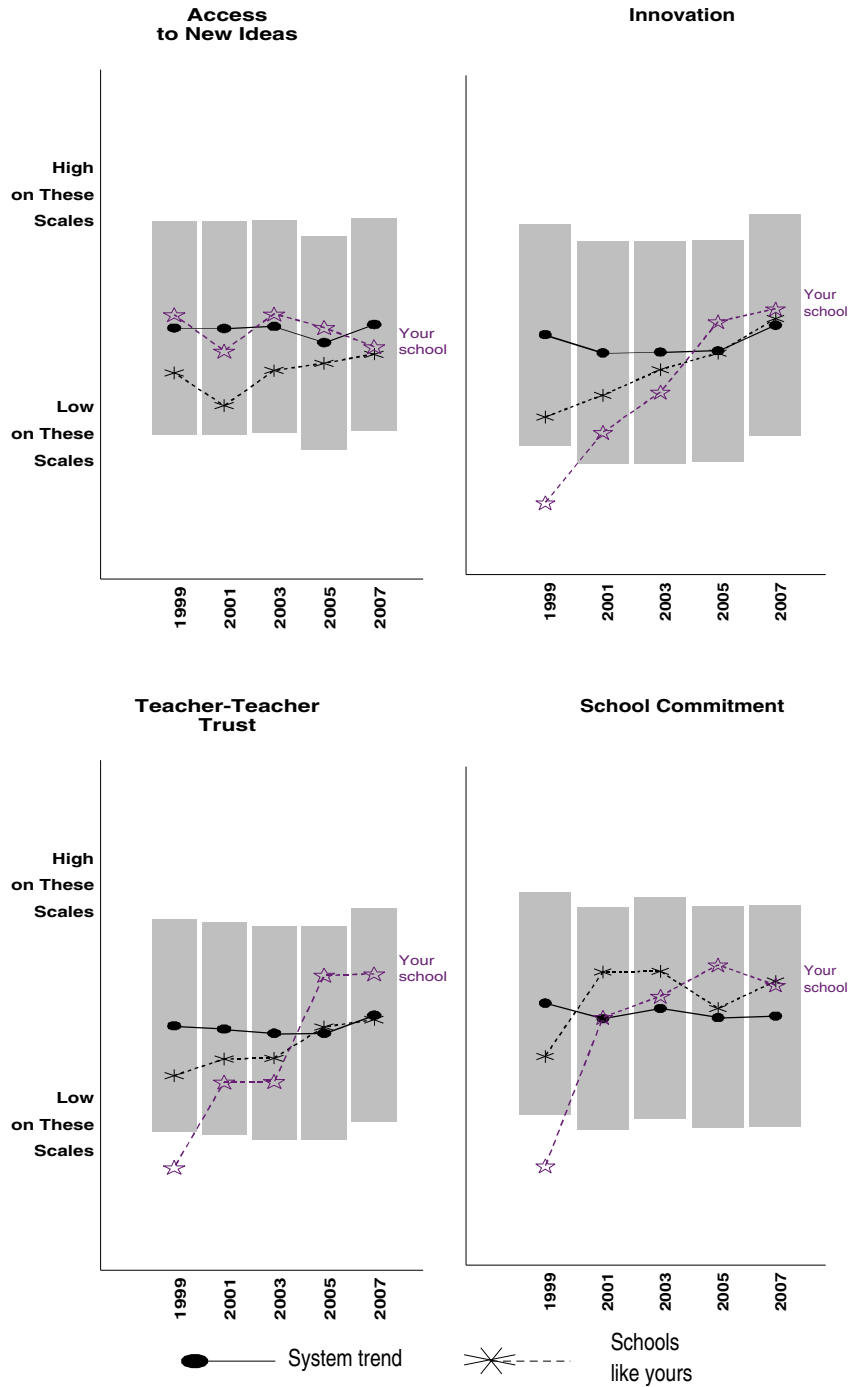 Access
to New Ideas
High
on These
Scales
Low
on These
Scales
Your
school
1999
2001
2003
2005
2007
Innovation
Your
school
1999
2001
2003
2005
2007
Teacher-Teacher
Trust
High
on These
Scales
Low
on These
Scales
Your
school
1999
2001
2003
2005
2007
School Commitment
Your
school
1999
2001
2003
2005
2007
System trend
Schools
like yours